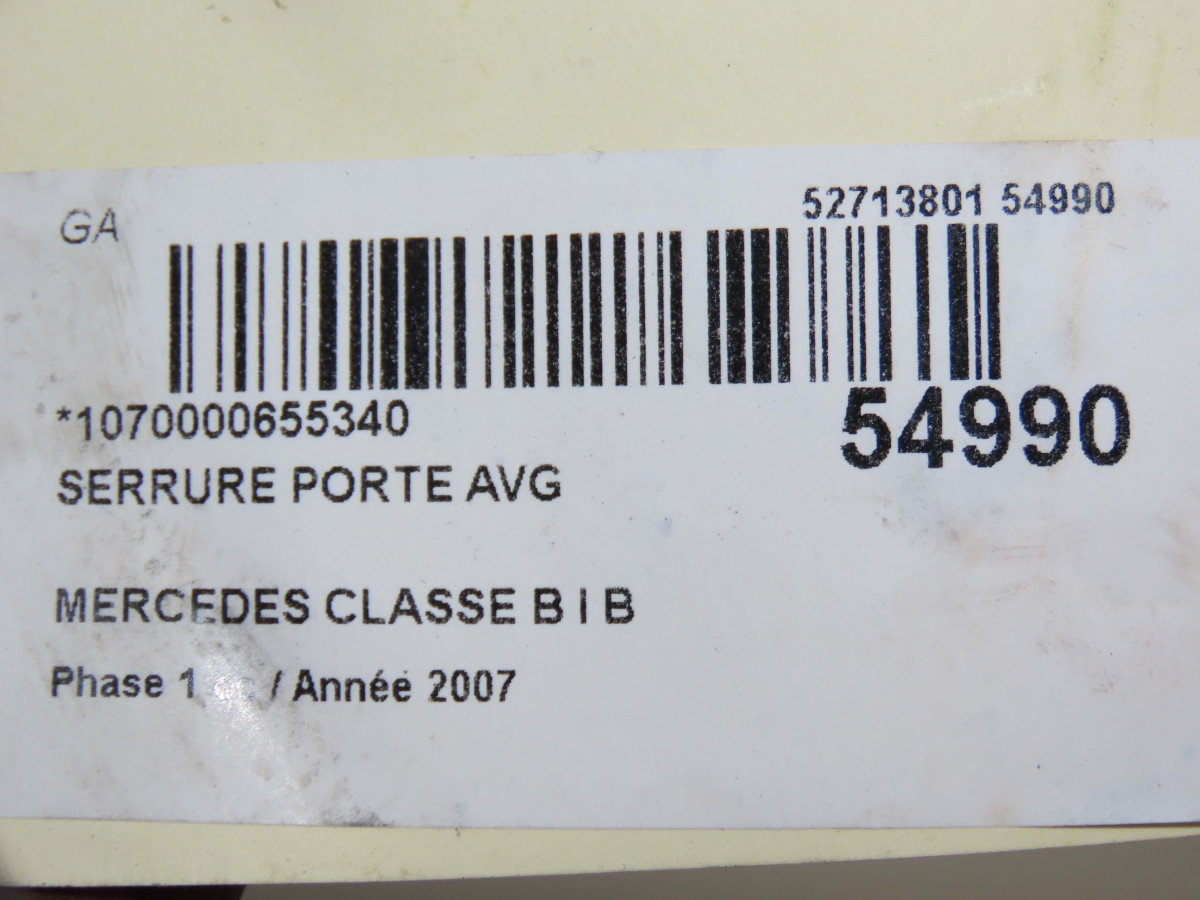 GA
52713801 54990
*1070000655340
54990
SERRURE PORTE AVG
MERCEDES CLASSE B I B
Phase 1 / Année 2007